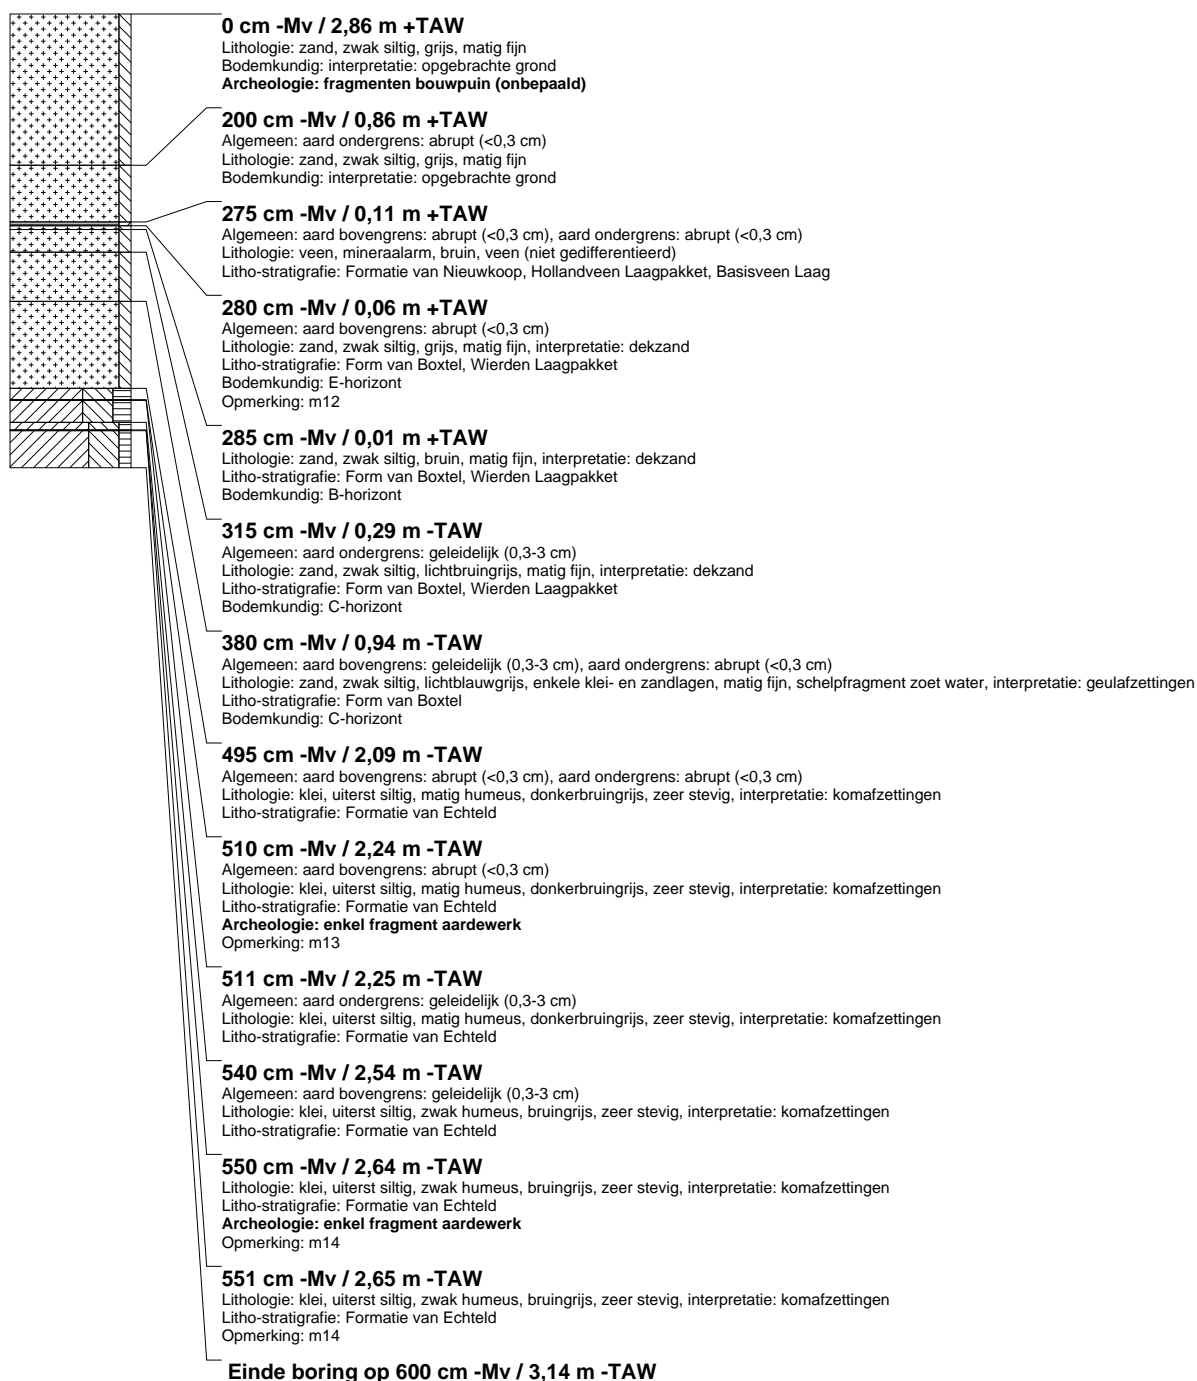 0 cm -Mv / 2,86 m +TAW
Lithologie: zand, zwak siltig, grijs, matig fijn
Bodemkundig: interpretatie: opgebrachte grond
Archeologie: fragmenten bouwpuin (onbepaald)
200 cm -Mv / 0,86 m +TAW
Algemeen: aard ondergrens: abrupt (<0,3 cm)
Lithologie: zand, zwak siltig, grijs, matig fijn
Bodemkundig: interpretatie: opgebrachte grond
275 cm -Mv / 0,11 m +TAW
Algemeen: aard bovengrens: abrupt (<0,3 cm), aard ondergrens: abrupt (<0,3 cm)
Lithologie: veen, mineraalarm, bruin, veen (niet gedifferentieerd)
Litho-stratigrafie: Formatie van Nieuwkoop, Hollandveen Laagpakket, Basisveen Laag
280 cm -Mv / 0,06 m +TAW
Algemeen: aard bovengrens: abrupt (<0,3 cm)
Lithologie: zand, zwak siltig, grijs, matig fijn, interpretatie: dekzand
Litho-stratigrafie: Form van Boxtel, Wierden Laagpakket
Bodemkundig: E-horizont
Opmerking: m12
285 cm -Mv / 0,01 m +TAW
Lithologie: zand, zwak siltig, bruin, matig fijn, interpretatie: dekzand
Litho-stratigrafie: Form van Boxtel, Wierden Laagpakket
Bodemkundig: B-horizont
315 cm -Mv / 0,29 m -TAW
Algemeen: aard ondergrens: geleidelijk (0,3-3 cm)
Lithologie: zand, zwak siltig, lichtbruingrijs, matig fijn, interpretatie: dekzand
Litho-stratigrafie: Form van Boxtel, Wierden Laagpakket
Bodemkundig: C-horizont
380 cm -Mv / 0,94 m -TAW
Algemeen: aard bovengrens: geleidelijk (0,3-3 cm), aard ondergrens: abrupt (<0,3 cm)
Lithologie: zand, zwak siltig, lichtblauwgrijs, enkele klei- en zandlagen, matig fijn, schelpfragment zoet water, interpretatie: geulafzettingen
Litho-stratigrafie: Form van Boxtel
Bodemkundig: C-horizont
495 cm -Mv / 2,09 m -TAW
Algemeen: aard bovengrens: abrupt (<0,3 cm), aard ondergrens: abrupt (<0,3 cm)
Lithologie: klei, uiterst siltig, matig humeus, donkerbruingrijs, zeer stevig, interpretatie: komafzettingen
Litho-stratigrafie: Formatie van Echteld
510 cm -Mv / 2,24 m -TAW
Algemeen: aard bovengrens: abrupt (<0,3 cm)
Lithologie: klei, uiterst siltig, matig humeus, donkerbruingrijs, zeer stevig, interpretatie: komafzettingen
Litho-stratigrafie: Formatie van Echteld
Archeologie: enkel fragment aardewerk
Opmerking: m13
511 cm -Mv / 2,25 m -TAW
Algemeen: aard ondergrens: geleidelijk (0,3-3 cm)
Lithologie: klei, uiterst siltig, matig humeus, donkerbruingrijs, zeer stevig, interpretatie: komafzettingen
Litho-stratigrafie: Formatie van Echteld
540 cm -Mv / 2,54 m -TAW
Algemeen: aard bovengrens: geleidelijk (0,3-3 cm)
Lithologie: klei, uiterst siltig, zwak humeus, bruingrijs, zeer stevig, interpretatie: komafzettingen
Litho-stratigrafie: Formatie van Echteld
550 cm -Mv / 2,64 m -TAW
Lithologie: klei, uiterst siltig, zwak humeus, bruingrijs, zeer stevig, interpretatie: komafzettingen
Litho-stratigrafie: Formatie van Echteld
Archeologie: enkel fragment aardewerk
Opmerking: m14
551 cm -Mv / 2,65 m -TAW
Lithologie: klei, uiterst siltig, zwak humeus, bruingrijs, zeer stevig, interpretatie: komafzettingen
Litho-stratigrafie: Formatie van Echteld
Opmerking: m14
Einde boring op 600 cm -Mv / 3,14 m -TAW